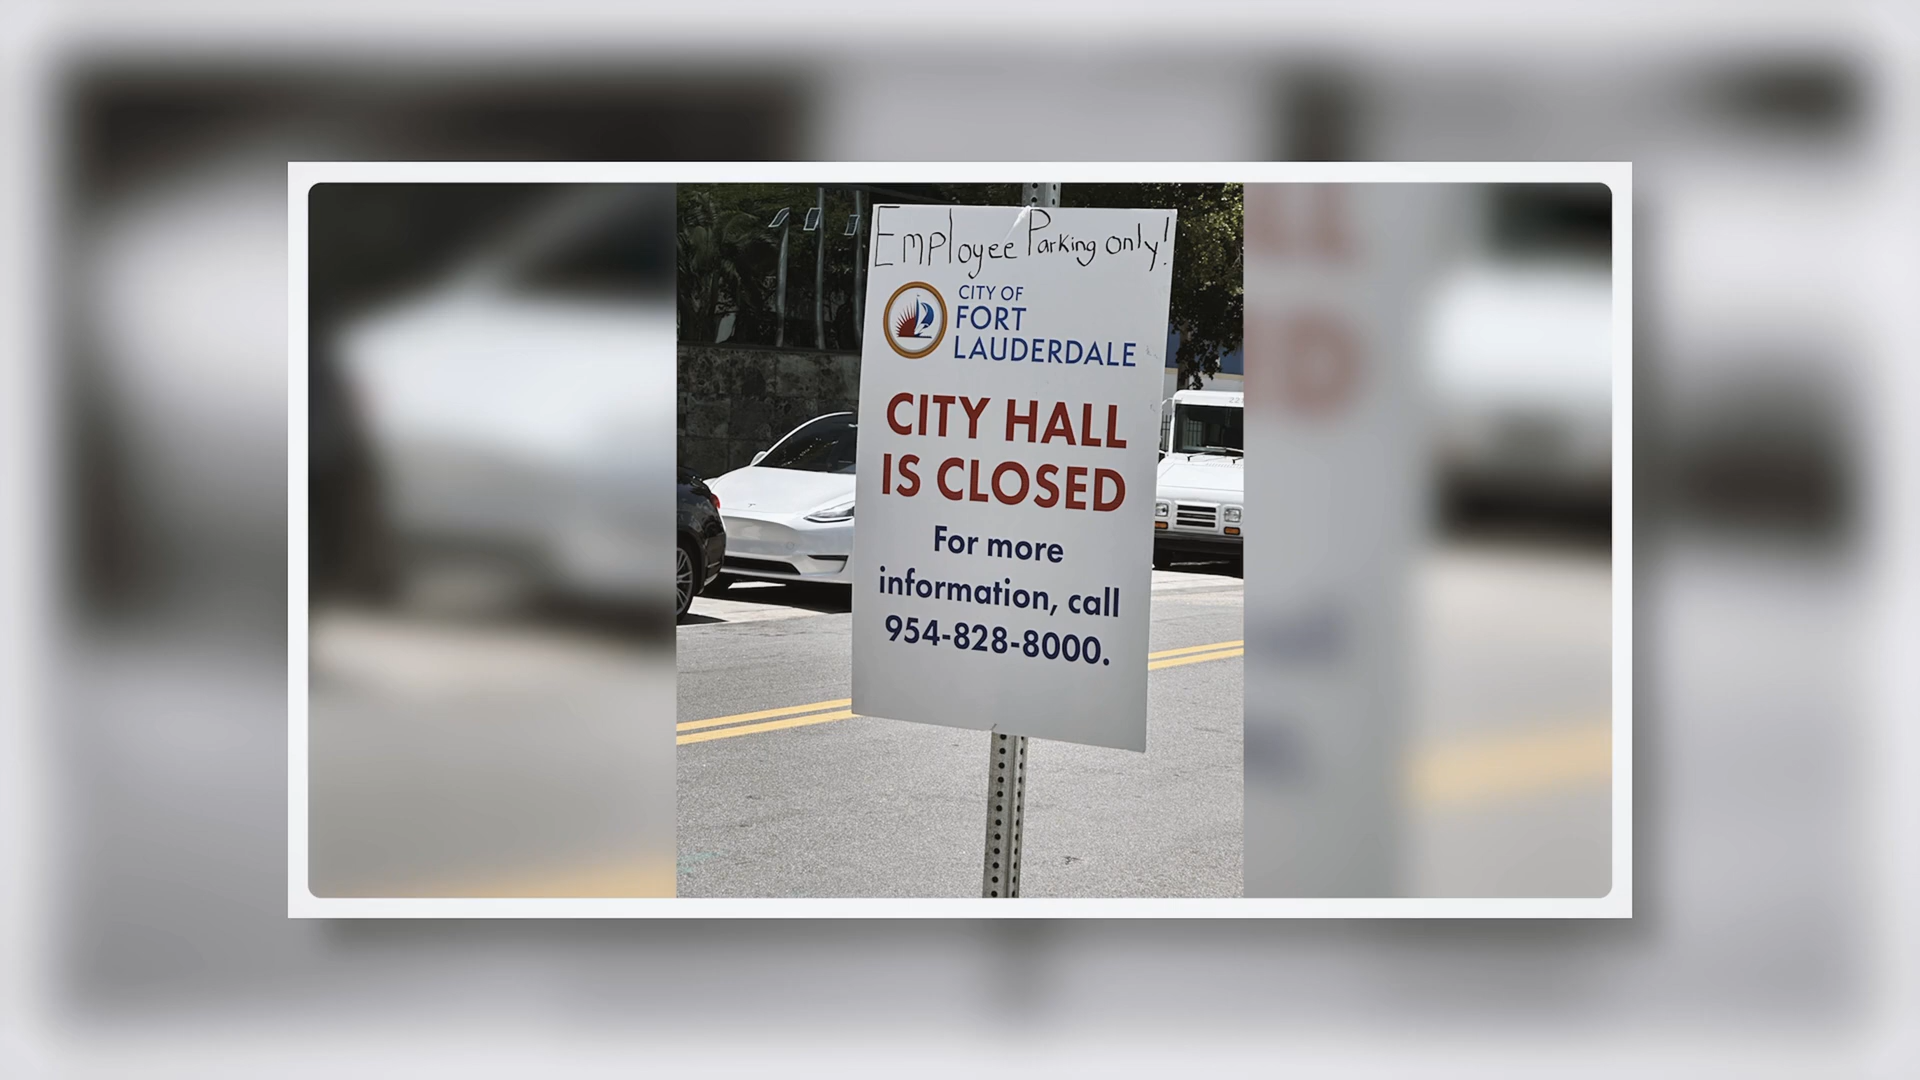 EmPloyee Parking only!
CITY OF
FORT
LAUDERDALE
CITY HALL
IS CLOSED
For more
information, call
954-828-8000.